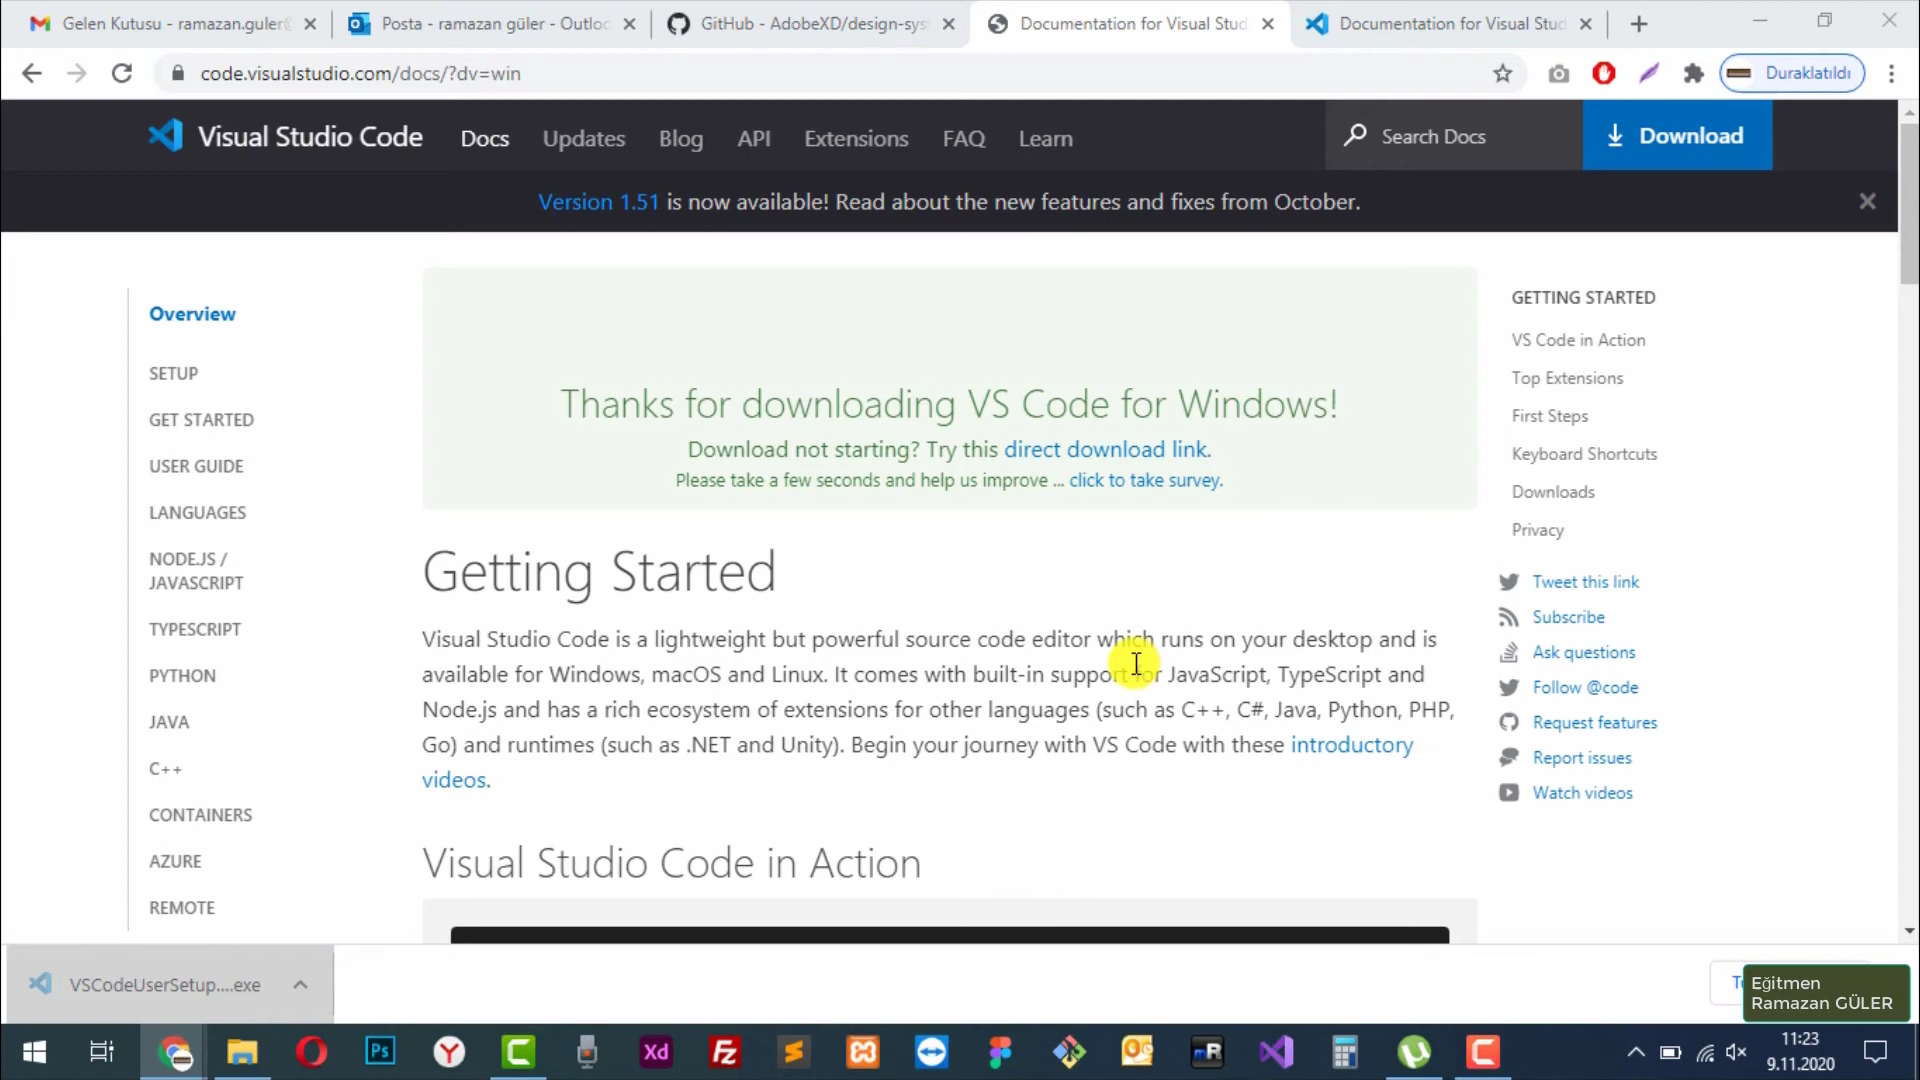 Gelen Kutusu - ramazan.guler@
Posta - ramazan güler - Outlo
GitHub - AdobeXD/design-sys
Documentation for Visual Stud
Documentation for Visual Stud
code.visualstudio.com/docs/?dv=win
Duraklatıldı
Visual Studio Code
Docs
Updates
Blog
API
Extensions
FAQ
Learn
Search Docs
Download
Version 1.51 is now available! Read about the new features and fixes from October.
Overview
SETUP
GET STARTED
USER GUIDE
LANGUAGES
NODE.JS /
JAVASCRIPT
TYPESCRIPT
PYTHON
JAVA
C++
CONTAINERS
AZURE
REMOTE
Thanks for downloading VS Code for Windows!
Download not starting? Try this direct download link.
Please take a few seconds and help us improve ... click to take survey.
Getting Started
Visual Studio Code is a lightweight but powerful source code editor which runs on your desktop and is
available for Windows, macOS and Linux. It comes with built-in support for JavaScript, TypeScript and
Node.js and has a rich ecosystem of extensions for other languages (such as C++, C#, Java, Python, PHP,
Go) and runtimes (such as .NET and Unity). Begin your journey with VS Code with these introductory
videos.
Visual Studio Code in Action
GETTING STARTED
VS Code in Action
Top Extensions
First Steps
Keyboard Shortcuts
Downloads
Privacy
Tweet this link
Subscribe
Ask questions
Follow @code
Request features
Report issues
Watch videos
VSCodeUserSetup....exe
Eğitmen
Ramazan GÜLER
Ps
Xd
Fz
mR
11:23
9.11.2020